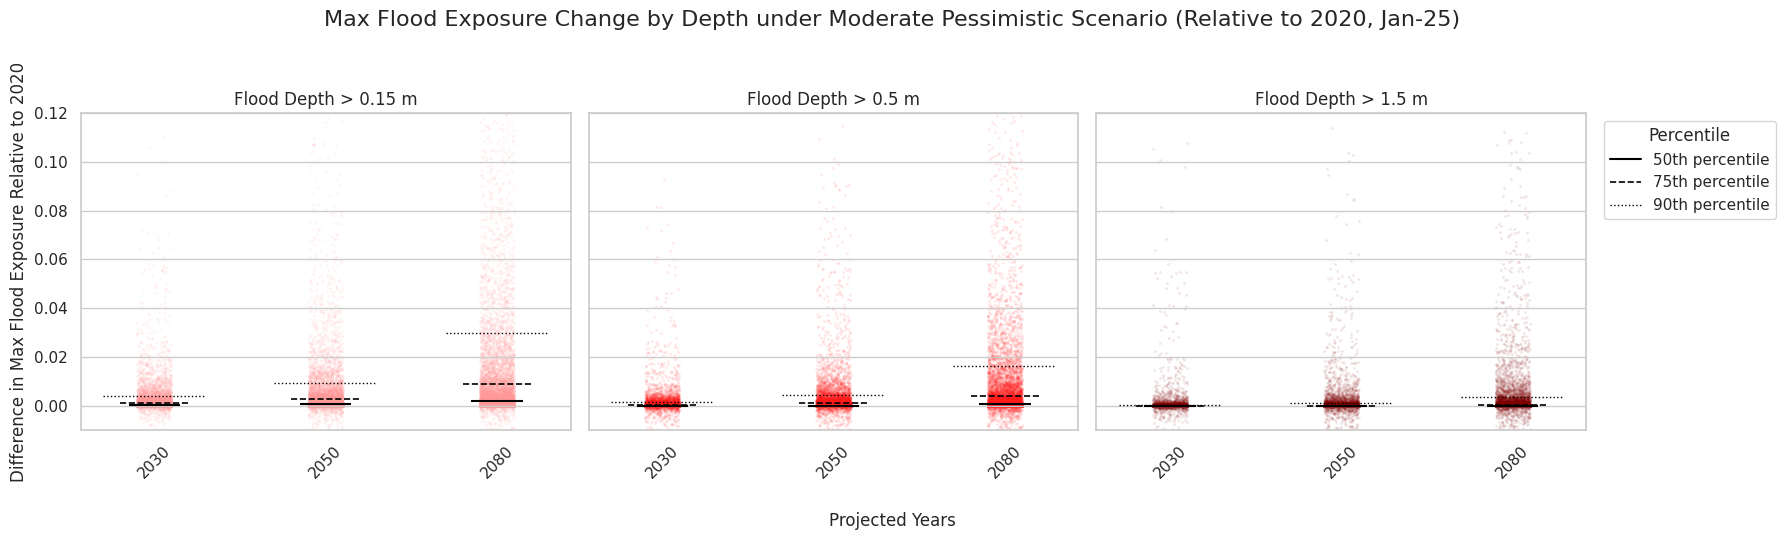 Max Flood Exposure Change by Depth under Moderate Pessimistic Scenario (Relative to 2020, Jan-25)
Difference in Max Flood Exposure Relative to 2020
Flood Depth > 0.15 m
Flood Depth > 0.5 m
Flood Depth > 1.5 m
0.12
0.10
0.08
0.06
0.04
0.02
0.00
2030
2050
2080
2030
2050
2080
2030
2050
2080
Projected Years
Percentile
50th percentile
75th percentile
90th percentile